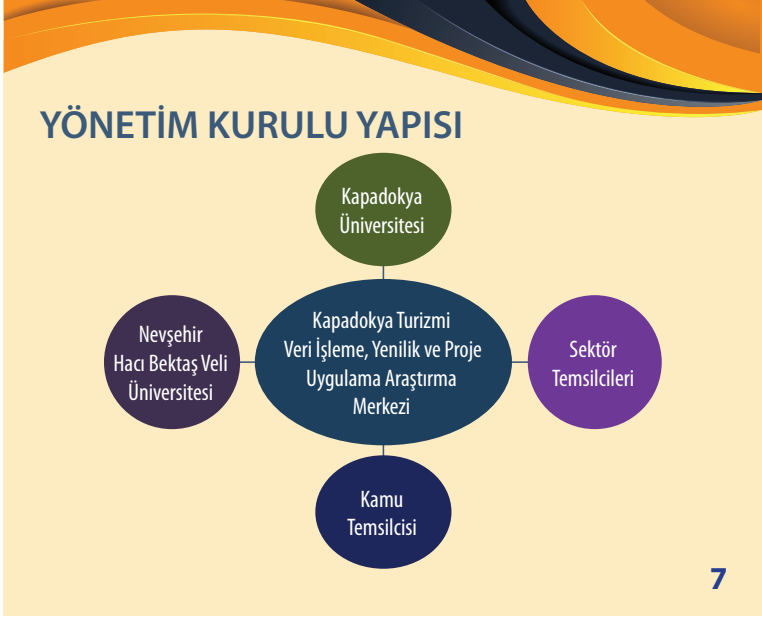 YÖNETİM KURULU YAPISI
Kapadokya
Üniversitesi
Nevşehir
Hacı Bektaş Veli
Üniversitesi
Kapadokya Turizmi
Veri İşleme, Yenilik ve Proje
Uygulama Araştırma
Merkezi
Sektör
Temsilcileri
Kamu
Temsilcisi
7